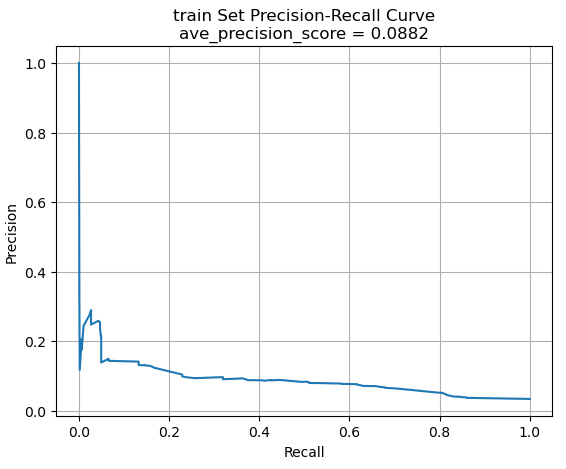 train Set Precision-Recall Curve
ave_precision_score = 0.0882
1.0
0.8
0.6
0.4
0.2
0.0
Precision
0.0 0.2 0.4 0.6 0.8 1.0
Recall